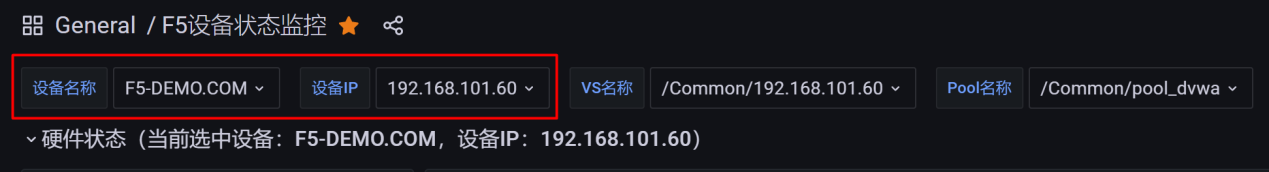 General / F5设备状态监控
设备名称 F5-DEMO.COM 设备IP 192.168.101.60 VS名称 /Common/192.168.101.60 Pool名称 /Common/pool_dvwa
硬件状态（当前选中设备：F5-DEMO.COM，设备IP：192.168.101.60）